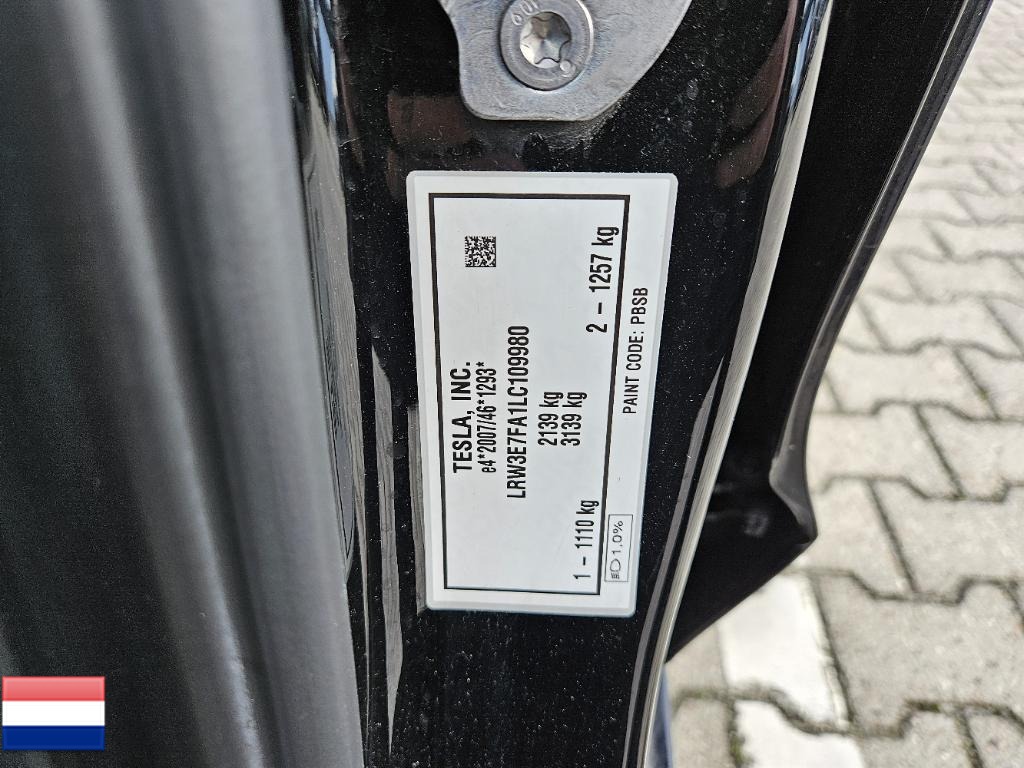 TESLA, INC.
e4*2007/46*1293*
LRW3E7FA1LC109980
2139 kg
3139 kg
1 – 1110 kg
2 – 1257 kg
1,0%
PAINT CODE: PBSB